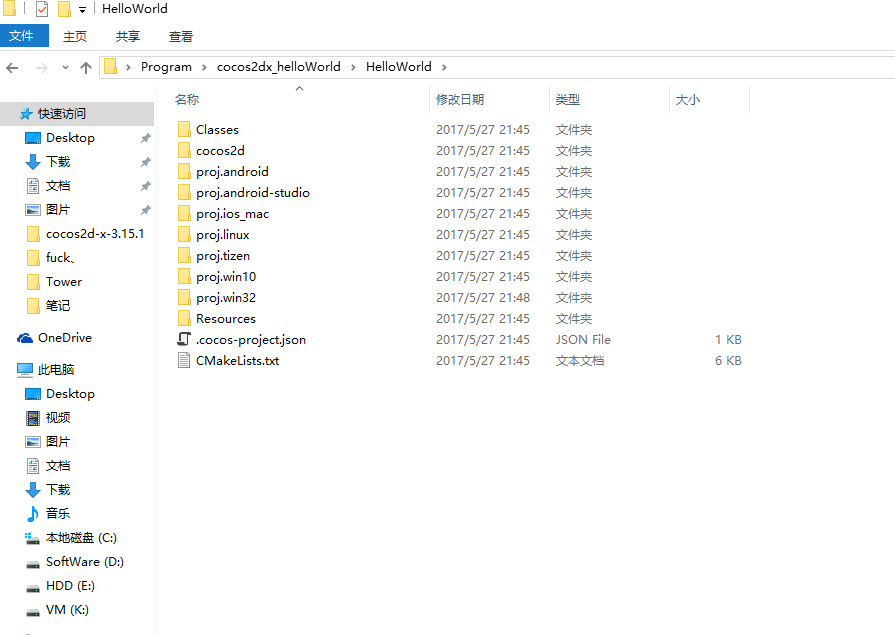 HelloWorld
文件 主页 共享 查看
Program cocos2dx_helloWorld HelloWorld
名称 修改日期 类型 大小
快速访问
Desktop
下载
文档
图片
cocos2d-x-3.15.1
fuck、
Tower
笔记
OneDrive
此电脑
Desktop
视频
图片
文档
下载
音乐
本地磁盘 (C:)
SoftWare (D:)
HDD (E:)
VM (K:)
Classes 2017/5/27 21:45 文件夹
cocos2d 2017/5/27 21:45 文件夹
proj.android 2017/5/27 21:45 文件夹
proj.android-studio 2017/5/27 21:45 文件夹
proj.ios_mac 2017/5/27 21:45 文件夹
proj.linux 2017/5/27 21:45 文件夹
proj.tizen 2017/5/27 21:45 文件夹
proj.win10 2017/5/27 21:45 文件夹
proj.win32 2017/5/27 21:48 文件夹
Resources 2017/5/27 21:45 文件夹
.cocos-project.json 2017/5/27 21:45 JSON File 1 KB
CMakeLists.txt 2017/5/27 21:45 文本文档 6 KB